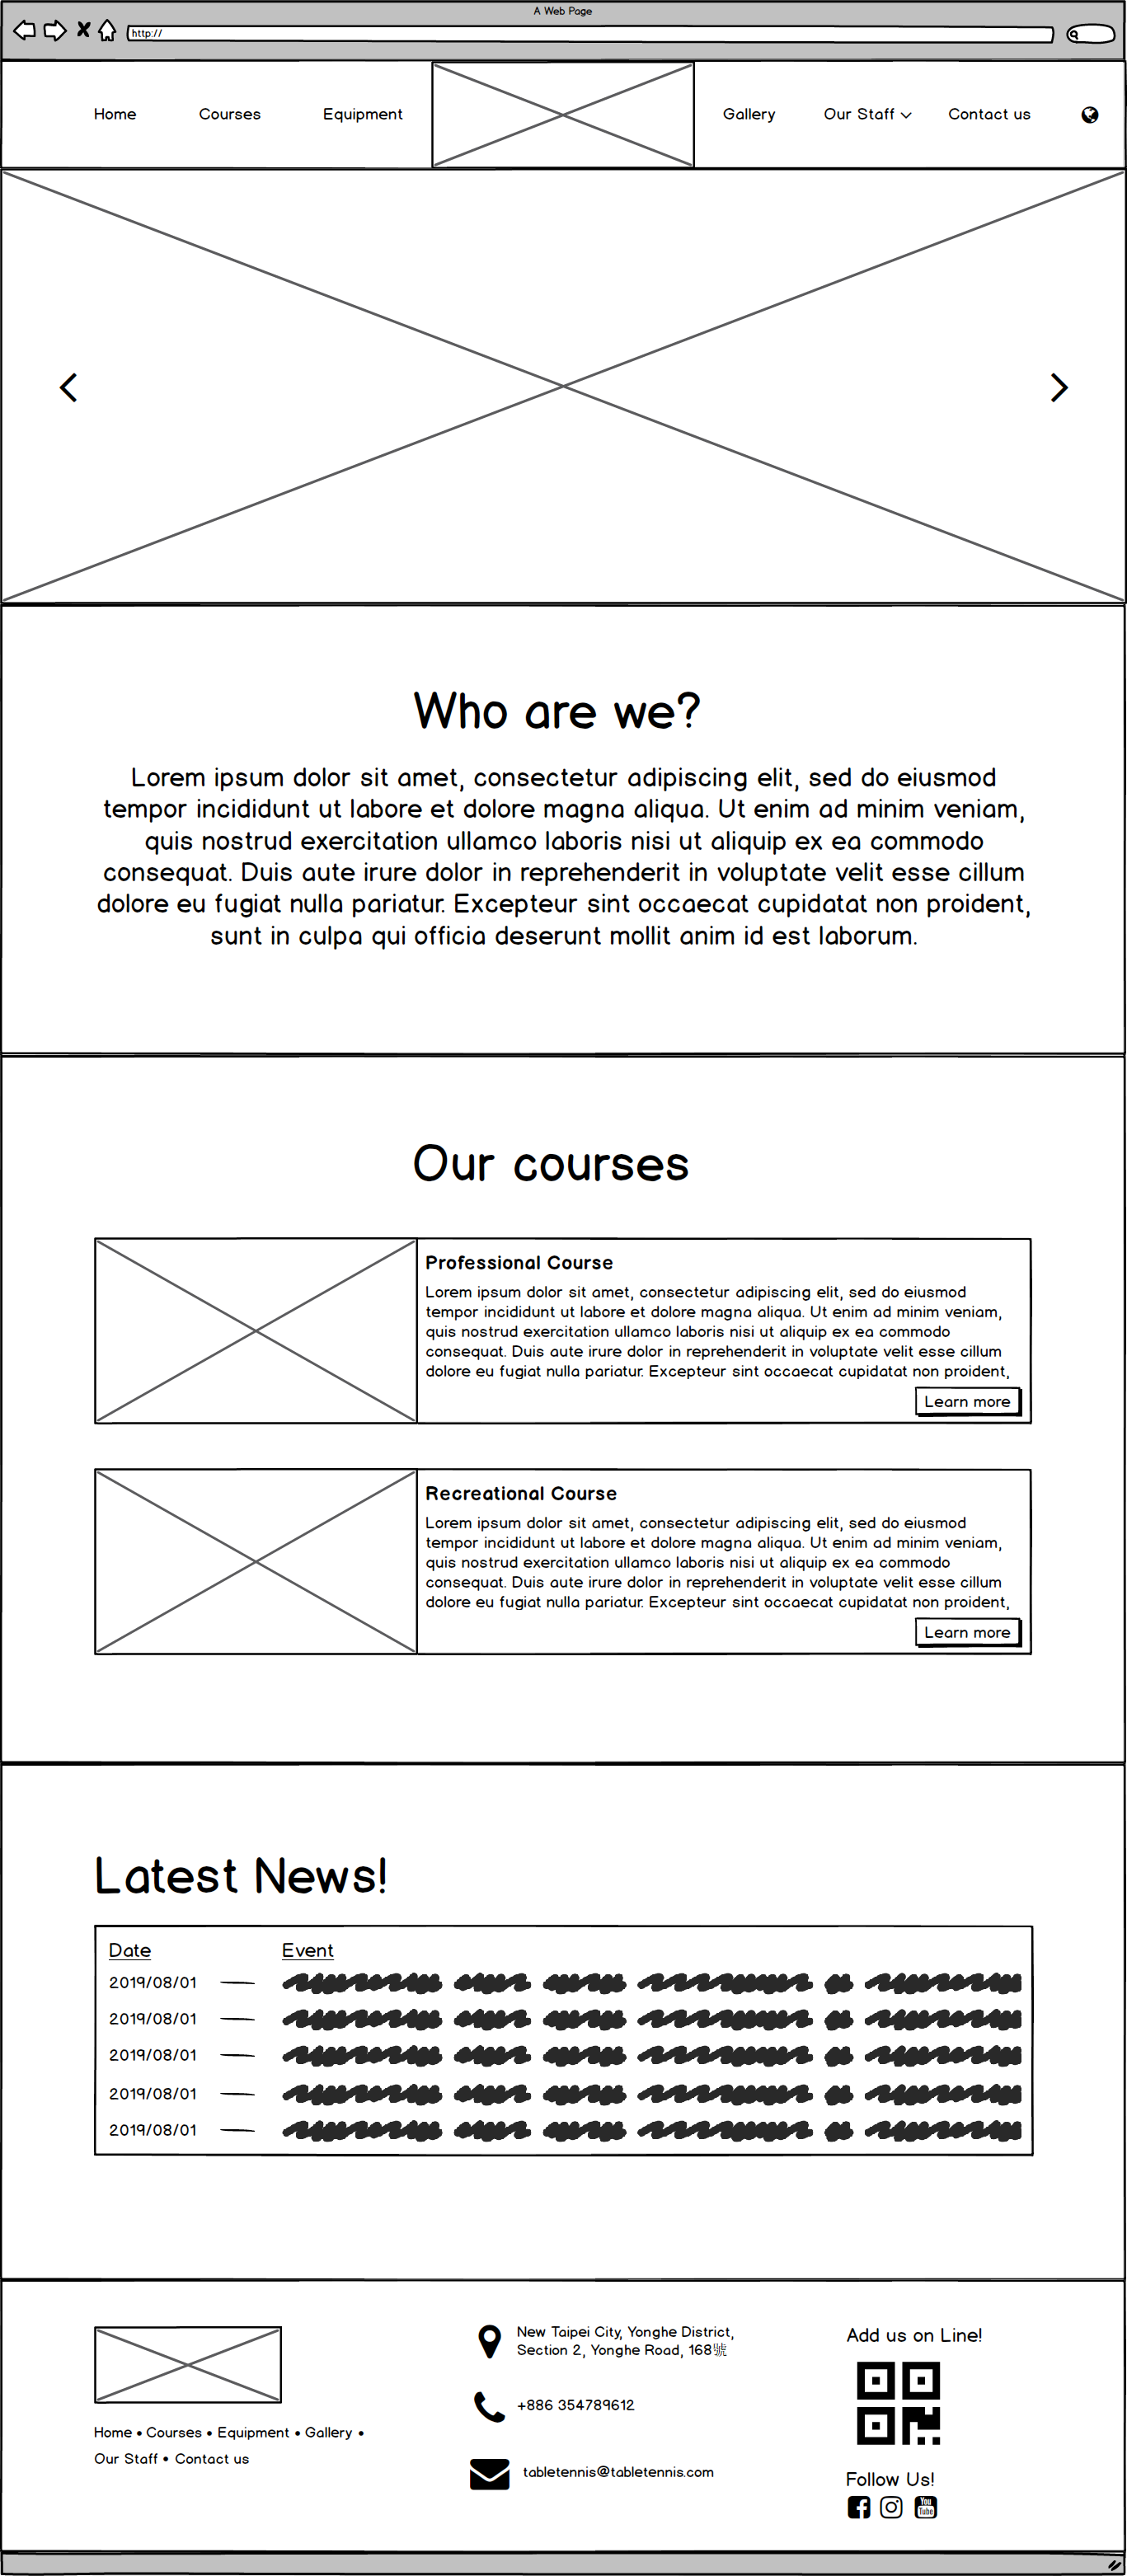 A Web Page
http://
Home Courses Equipment Gallery Our Staff Contact us
Who are we?
Lorem ipsum dolor sit amet, consectetur adipiscing elit, sed do eiusmod
tempor incididunt ut labore et dolore magna aliqua. Ut enim ad minim veniam,
quis nostrud exercitation ullamco laboris nisi ut aliquip ex ea commodo
consequat. Duis aute irure dolor in reprehenderit in voluptate velit esse cillum
dolore eu fugiat nulla pariatur. Excepteur sint occaecat cupidatat non proident,
sunt in culpa qui officia deserunt mollit anim id est laborum.
Our courses
Professional Course
Lorem ipsum dolor sit amet, consectetur adipiscing elit, sed do eiusmod
tempor incididunt ut labore et dolore magna aliqua. Ut enim ad minim veniam,
quis nostrud exercitation ullamco laboris nisi ut aliquip ex ea commodo
consequat. Duis aute irure dolor in reprehenderit in voluptate velit esse cillum
dolore eu fugiat nulla pariatur. Excepteur sint occaecat cupidatat non proident,
Learn more
Recreational Course
Lorem ipsum dolor sit amet, consectetur adipiscing elit, sed do eiusmod
tempor incididunt ut labore et dolore magna aliqua. Ut enim ad minim veniam,
quis nostrud exercitation ullamco laboris nisi ut aliquip ex ea commodo
consequat. Duis aute irure dolor in reprehenderit in voluptate velit esse cillum
dolore eu fugiat nulla pariatur. Excepteur sint occaecat cupidatat non proident,
Learn more
Latest News!
Date Event
2019/08/01
2019/08/01
2019/08/01
2019/08/01
2019/08/01
Home • Courses • Equipment • Gallery •
Our Staff • Contact us
New Taipei City, Yonghe District,
Section 2, Yonghe Road, 168號
+886 354789612
tabletennis@tabletennis.com
Add us on Line!
Follow Us!
You
Tube